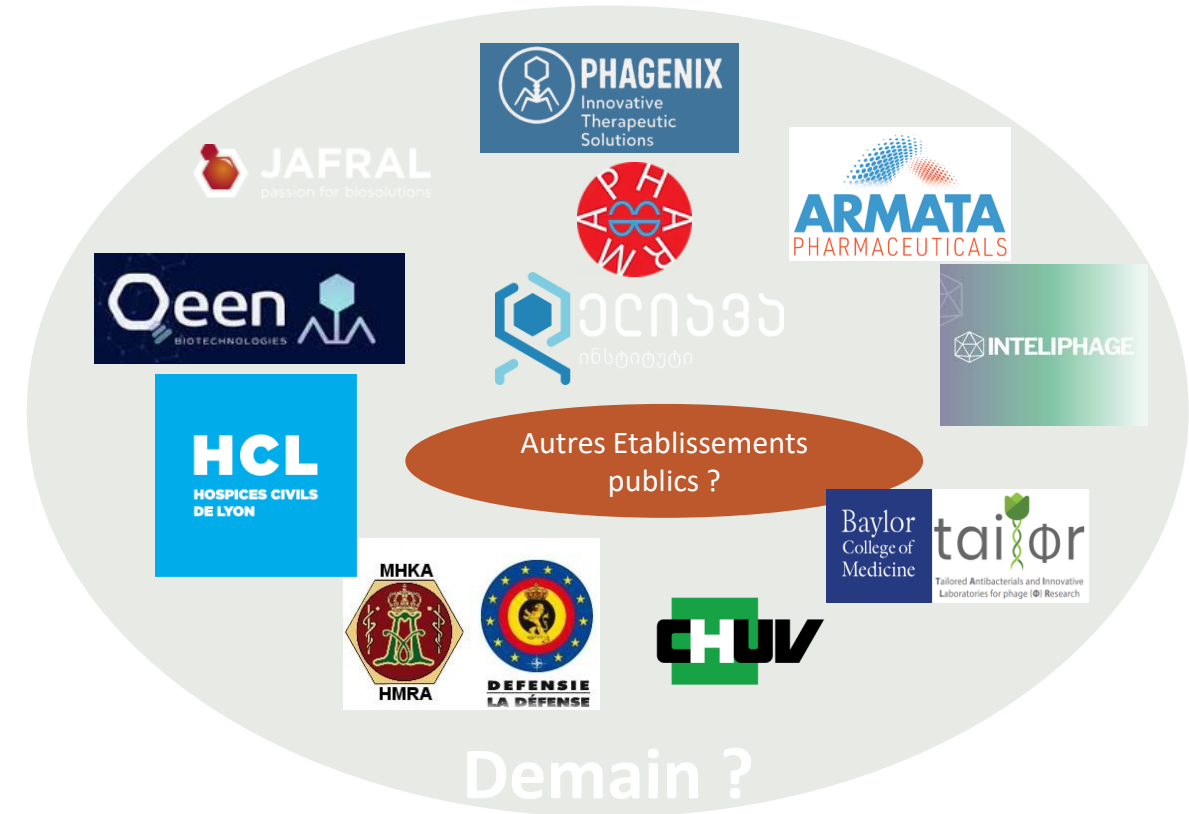 PHAGENIX
Innovative
Therapeutic
Solutions
JAFRAL
passion for biosolutions
PHARMA
ARMATA
PHARMACEUTICALS
Qeen
BIOTECHNOLOGIES
ელიავა
ინსტიტუტი
INTELIPHAGE
HCL
HOSPICES CIVILS
DE LYON
Autres Etablissements
publics ?
Baylor
College of
Medicine
tailΦr
Tailored Antibacterials and Innovative
Laboratories for phage (Φ) Research
MHKA
HMRA
DEFENSIE
LA DÉFENSE
CHUV
Demain ?